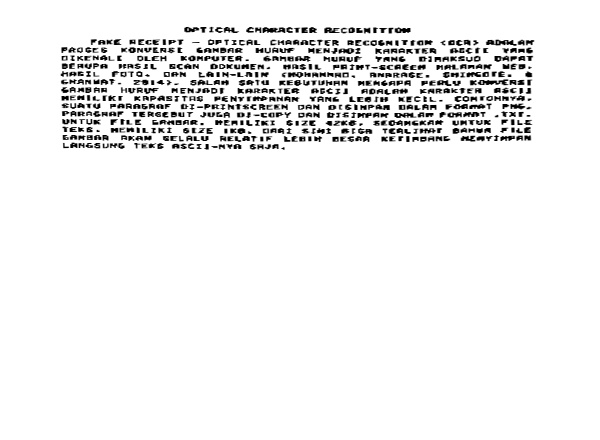 OPTICAL CHARACTER RECOGNITION
FAKE RECEIPT – OPTICAL CHARACTER RECOGNITION (OCR) ADALAH
PROSES KONVERSI GAMBAR HURUF MENJADI KARAKTER ASCII YANG
DIKENALI OLEH KOMPUTER. GAMBAR HURUF YANG DIMAKSUD DAPAT
BERUPA HASIL SCAN DOKUMEN, HASIL PRINT-SCREEN HALAMAN WEB,
HASIL FOTO, DAN LAIN-LAIN (MOHAMMAD, ANARASE, SHINGOTE, &
GHANWAT, 2014). SALAH SATU KEBUTUHAN MENGAPA PERLU KONVERSI
GAMBAR HURUF MENJADI KARAKTER ASCII ADALAH KARAKTER ASCII
MEMILIKI KAPASITAS PENYIMPANAN YANG LEBIH KECIL. CONTOHNYA,
SUATU PARAGRAF DI-PRINTSCREEN DAN DISIMPAN DALAM FORMAT PNG.
PARAGRAF TERSEBUT JUGA DI-COPY DAN DISIMPAN DALAM FORMAT .TXT.
UNTUK FILE GAMBAR, MEMILIKI SIZE 42KB, SEDANGKAN UNTUK FILE
TEKS, MEMILIKI SIZE 1KB. DARI SINI BISA TERLIHAT BAHWA FILE
GAMBAR AKAN SELALU RELATIF LEBIH BESAR KETIMBANG MENYIMPAN
LANGSUNG TEKS ASCII-NYA SAJA.